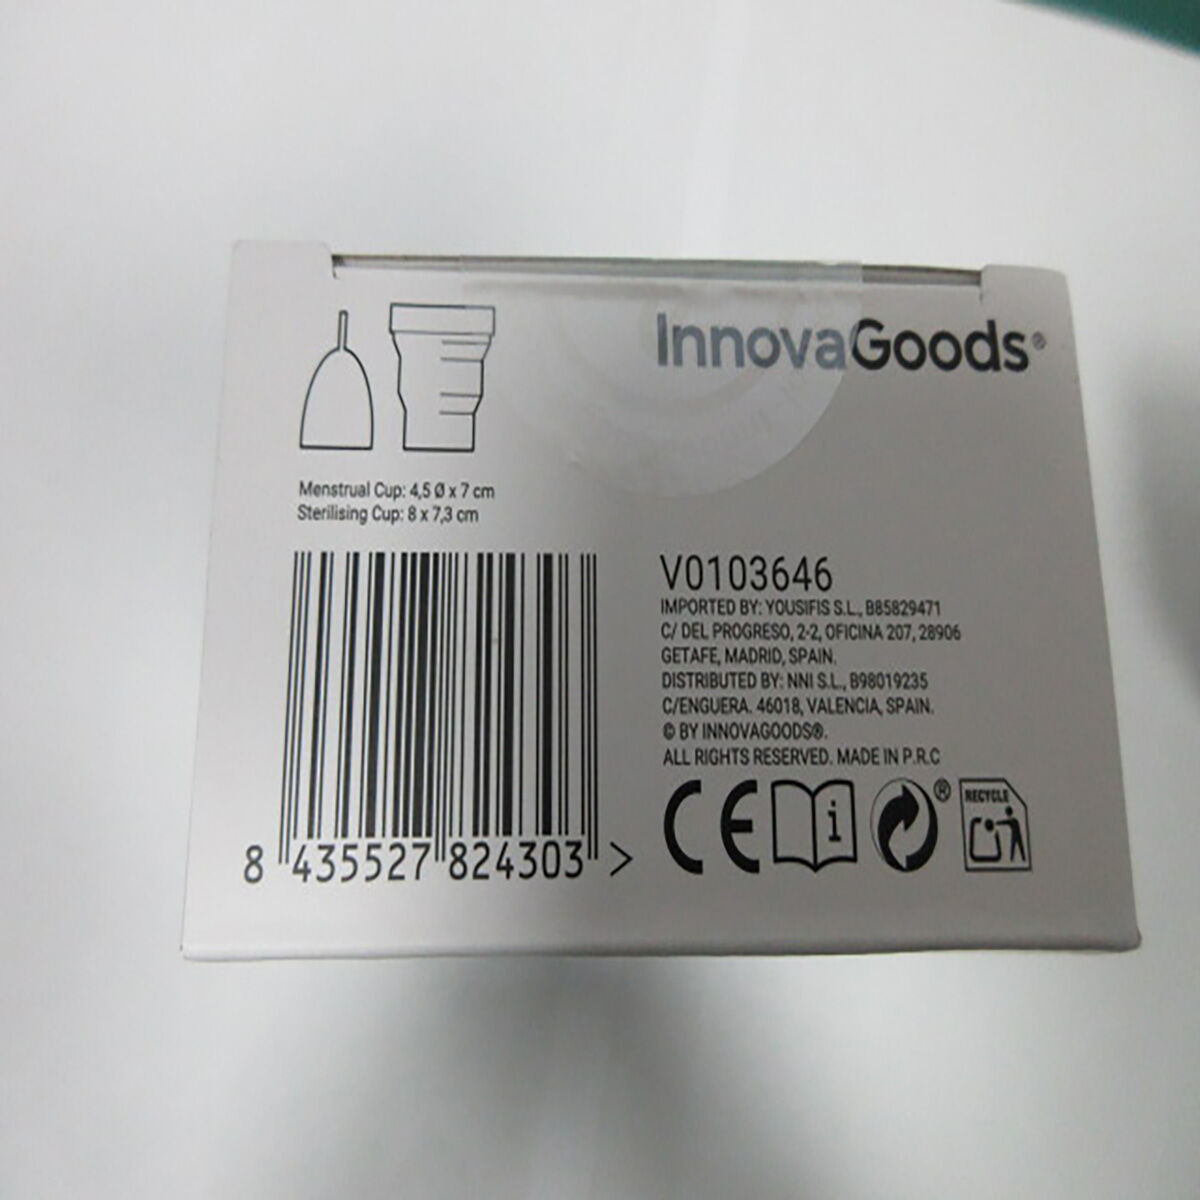 InnovaGoods®
Menstrual Cup: 4,5 Ø x 7 cm
Sterilising Cup: 8 x 7,3 cm
8 435527 824303 >
V0103646
IMPORTED BY: YOUSIFIS S.L., B85829471
C/ DEL PROGRESO, 2-2, OFICINA 207, 28906
GETAFE, MADRID, SPAIN.
DISTRIBUTED BY: NNI S.L., B98019235
C/ENGUERA. 46018, VALENCIA, SPAIN.
© BY INNOVAGOODS®.
ALL RIGHTS RESERVED. MADE IN P.R.C
CE i ®
RECYCLE